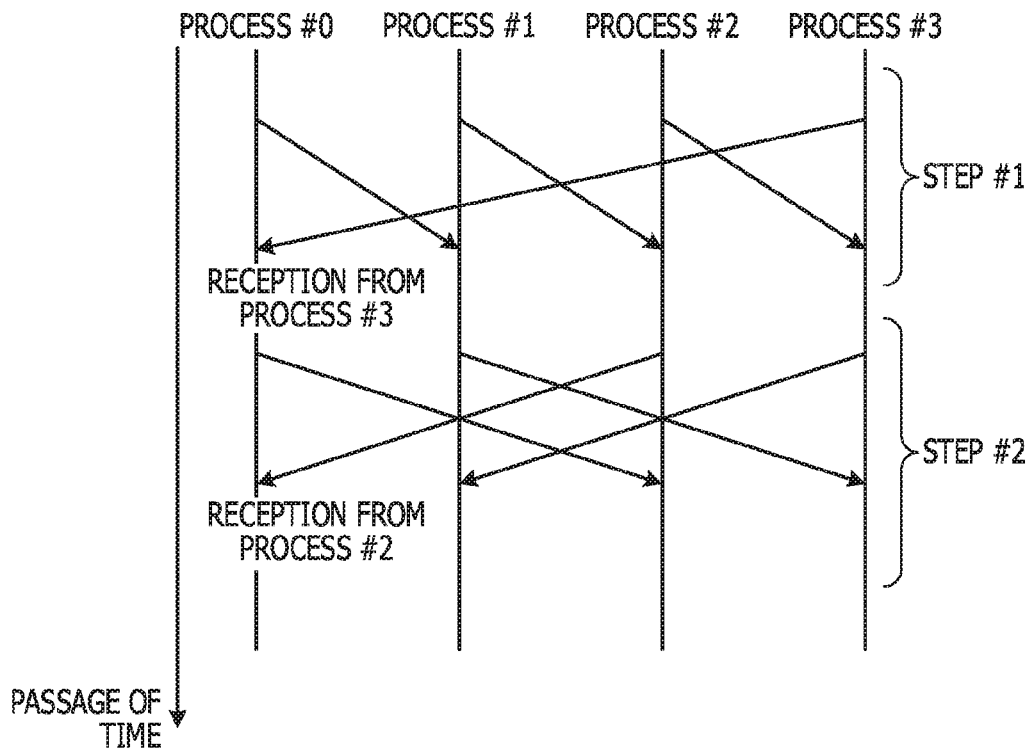 PROCESS #0
PROCESS #1
PROCESS #2
PROCESS #3
STEP #1
RECEPTION FROM
PROCESS #3
STEP #2
RECEPTION FROM
PROCESS #2
PASSAGE OF
TIME